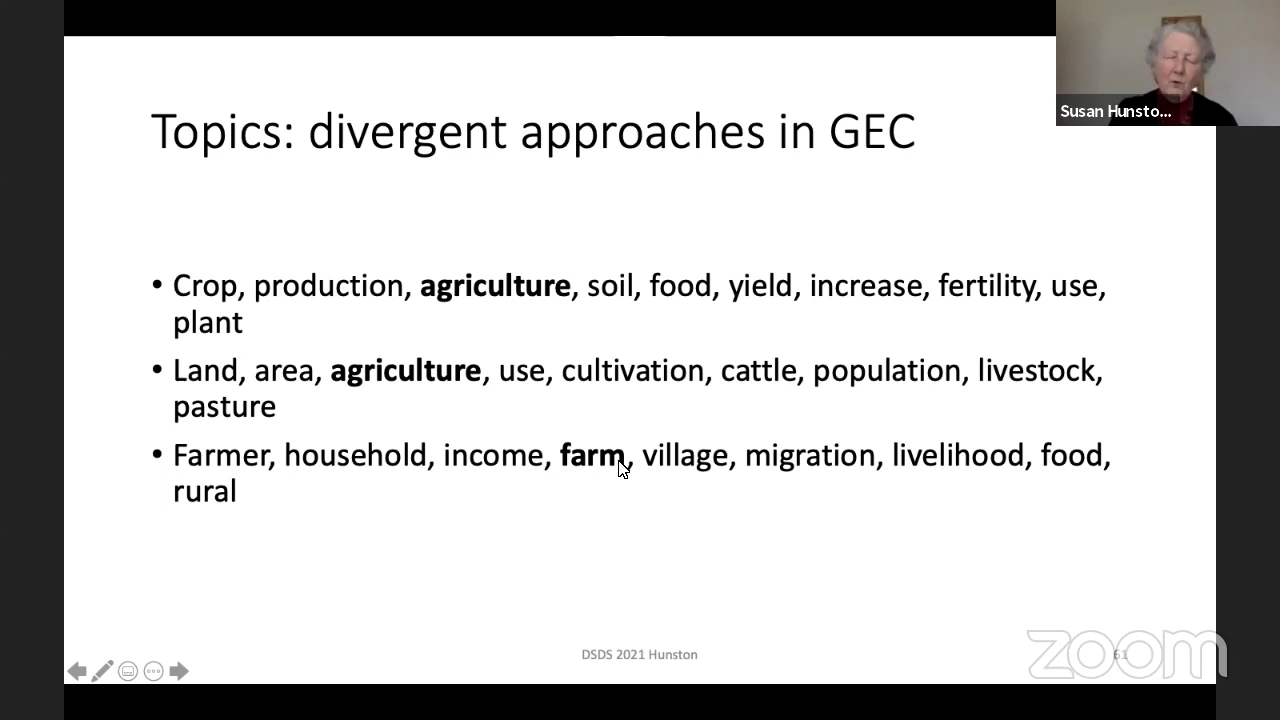 Susan Hunsto...
Topics: divergent approaches in GEC
• Crop, production, agriculture, soil, food, yield, increase, fertility, use,
plant
• Land, area, agriculture, use, cultivation, cattle, population, livestock,
pasture
• Farmer, household, income, farm, village, migration, livelihood, food,
rural
DSDS 2021 Hunston
61
zoom